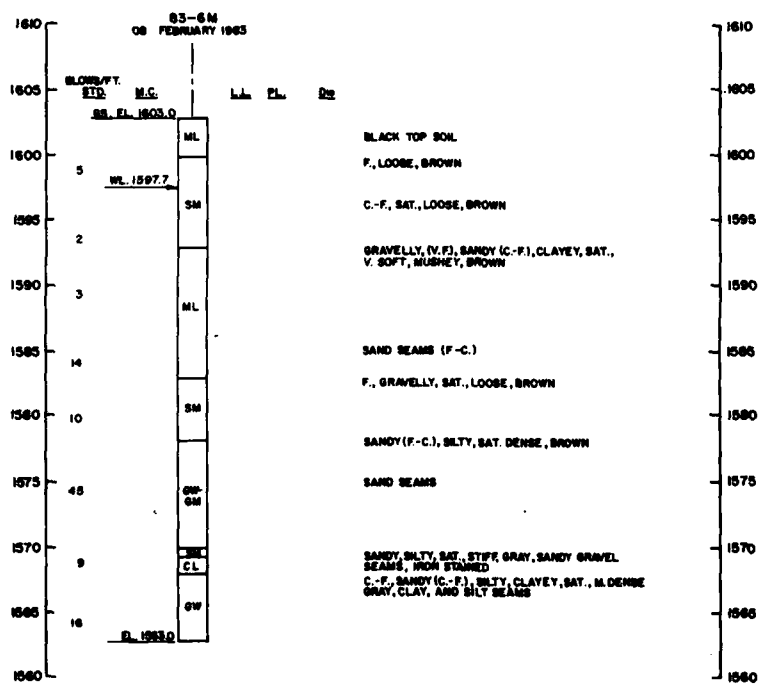 83-6M
08 FEBRUARY 1983
1610 1610
BLOWS/FT.
STD. M.C. L.L. PL. D10
1605 1605
GS. EL. 1603.0
ML BLACK TOP SOIL
1600 1600
5 F., LOOSE, BROWN
WL. 1597.7
SM C.-F., SAT., LOOSE, BROWN
1595 1595
2 GRAVELLY, (V.F.), SANDY (C.-F.), CLAYEY, SAT.,
V. SOFT, MUSHEY, BROWN
1590 1590
3
ML
1585 SAND SEAMS (F-C.) 1585
14
F., GRAVELLY, SAT., LOOSE, BROWN
SM
1580 1580
10
SANDY (F.-C.), SILTY, SAT. DENSE, BROWN
1575 SAND SEAMS 1575
45 GW-
GM
1570 1570
SM SANDY, SILTY, SAT., STIFF, GRAY, SANDY GRAVEL
9 CL SEAMS, IRON STAINED
C.-F., SANDY (C.-F.), SILTY, CLAYEY, SAT., M. DENSE
GW GRAY, CLAY, AND SILT SEAMS
1565 1565
16
EL. 1563.0
1560 1560